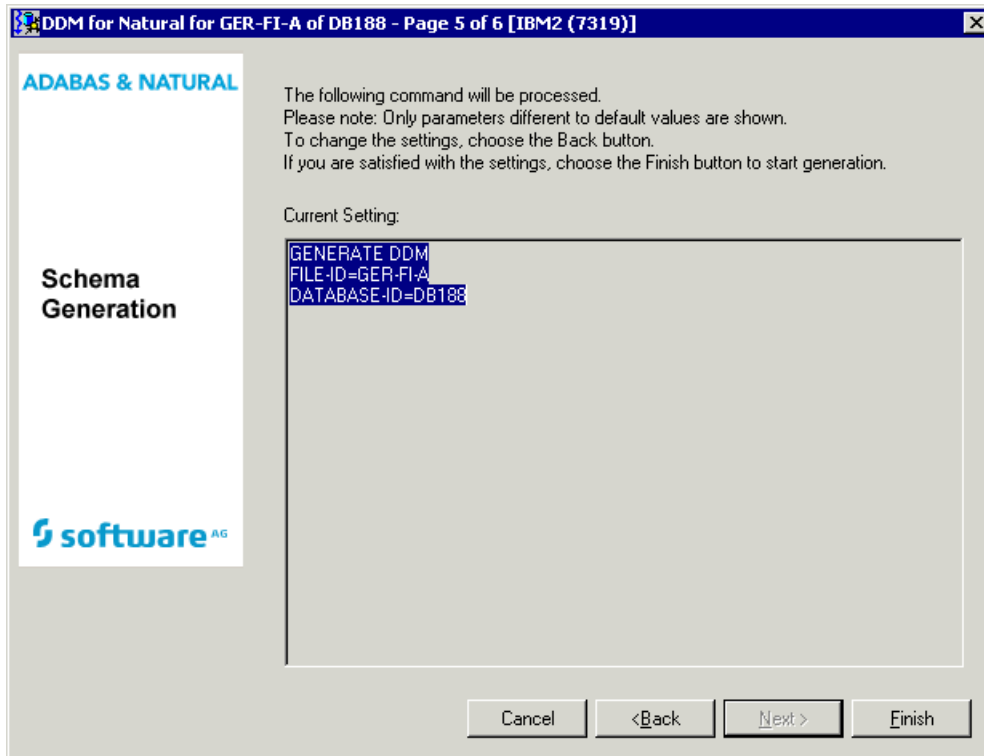 DDM for Natural for GER-FI-A of DB188 - Page 5 of 6 [IBM2 (7319)]
ADABAS & NATURAL
The following command will be processed.
Please note: Only parameters different to default values are shown.
To change the settings, choose the Back button.
If you are satisfied with the settings, choose the Finish button to start generation.
Current Setting:
GENERATE DDM
FILE-ID=GER-FI-A
DATABASE-ID=DB188
Schema
Generation
software AG
Cancel
<Back
Next >
Finish